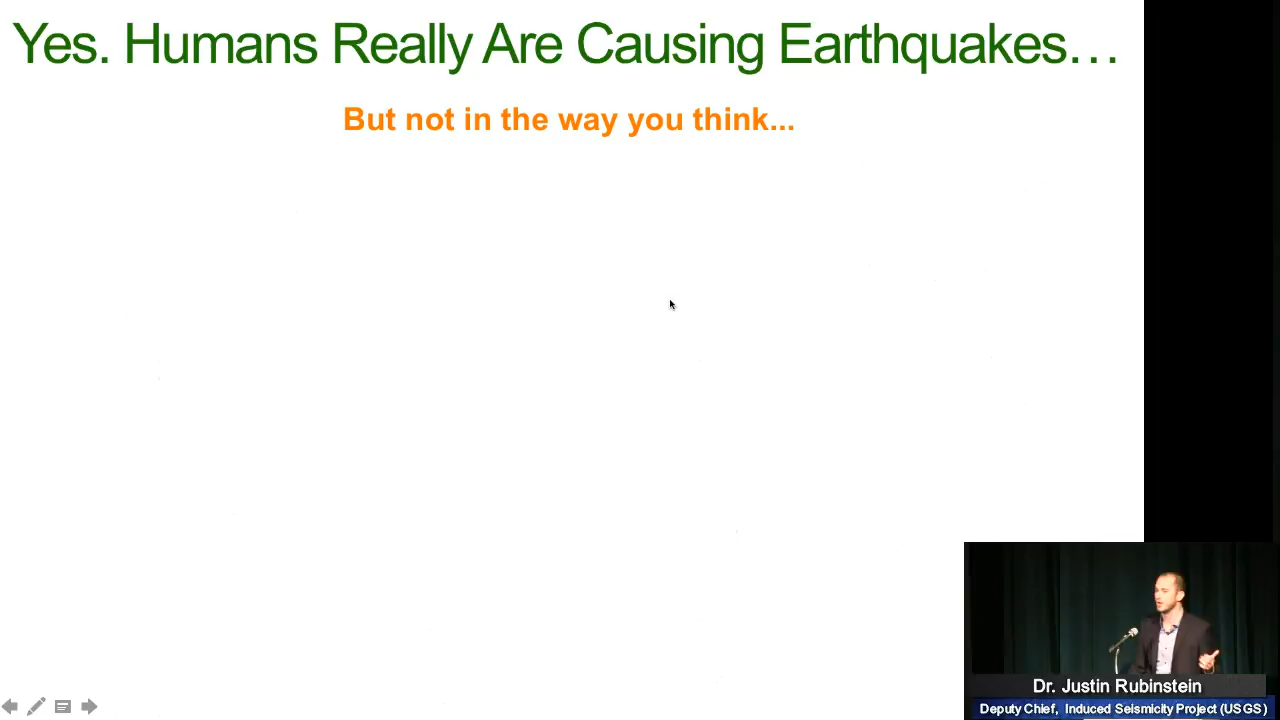 Yes. Humans Really Are Causing Earthquakes…
But not in the way you think...
Dr. Justin Rubinstein
Deputy Chief, Induced Seismicity Project (USGS)